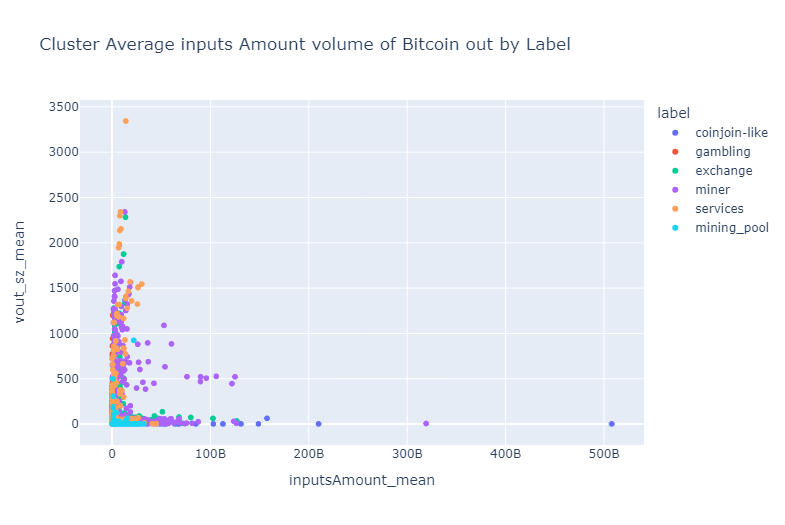 Cluster Average inputs Amount volume of Bitcoin out by Label
3500
3000
2500
2000
1500
1000
500
0
vout_sz_mean
0
100B
200B
300B
400B
500B
inputsAmount_mean
label
coinjoin-like
gambling
exchange
miner
services
mining_pool